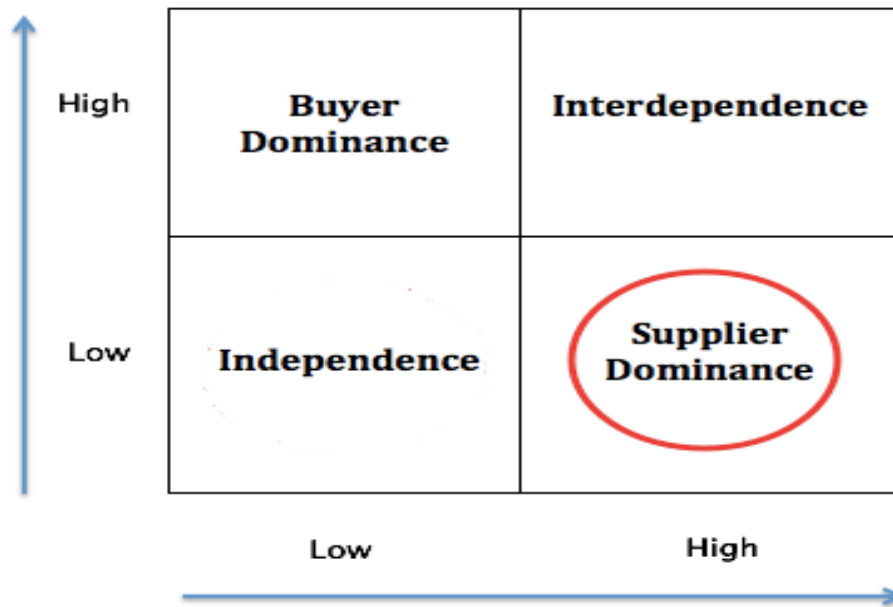 High
Buyer
Dominance
Interdependence
Low
Independence
Supplier
Dominance
Low
High